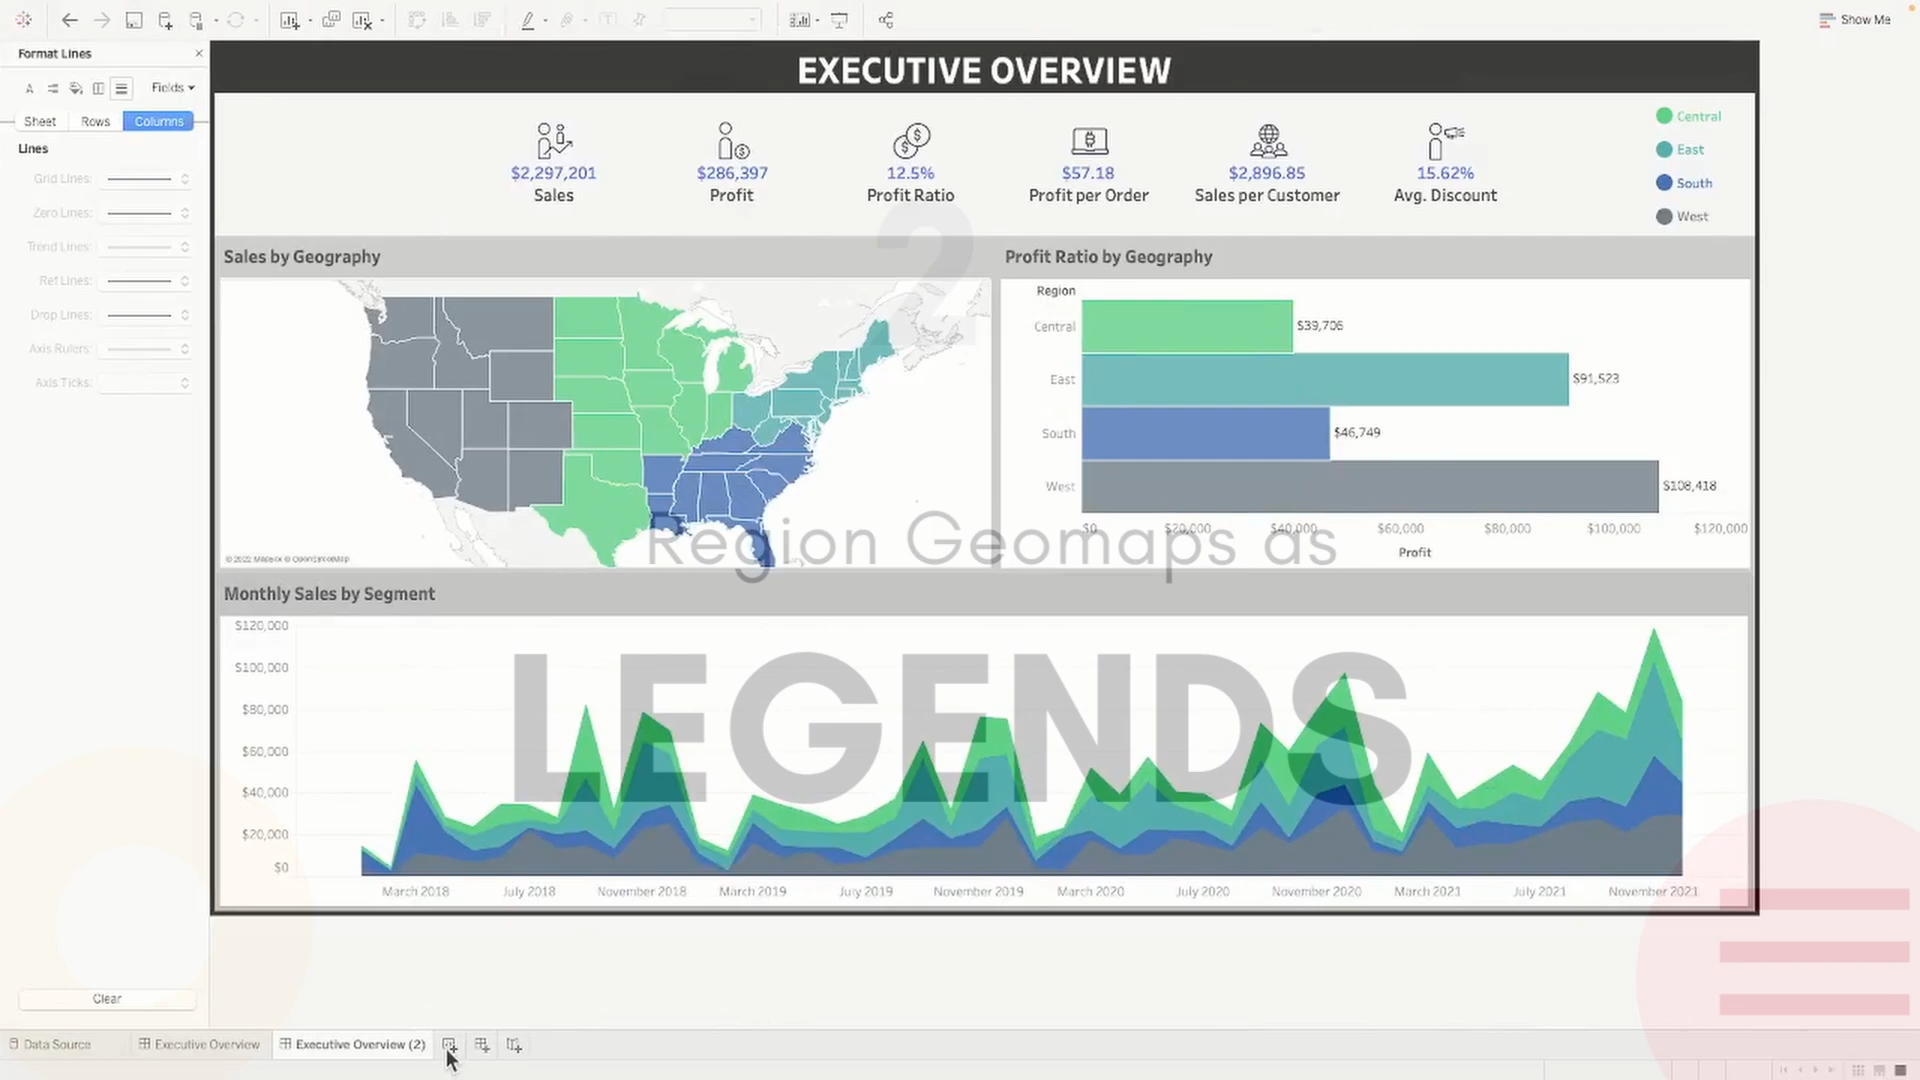 Show Me
Format Lines
Fields
Sheet
Rows
Columns
Lines
Grid Lines:
Zero Lines:
Trend Lines:
Ref Lines:
Drop Lines:
Axis Rulers:
Axis Ticks:
Clear
EXECUTIVE OVERVIEW
$2,297,201
Sales
$286,397
Profit
12.5%
Profit Ratio
$57.18
Profit per Order
$2,896.85
Sales per Customer
15.62%
Avg. Discount
Central
East
South
West
2
Sales by Geography
© 2022 Mapbox © OpenStreetMap
Profit Ratio by Geography
Region
Central
$39,706
East
$91,523
South
$46,749
West
$108,418
$0
$20,000
$40,000
$60,000
$80,000
$100,000
$120,000
Profit
Region Geomaps as
LEGENDS
Monthly Sales by Segment
$120,000
$100,000
$80,000
$60,000
$40,000
$20,000
$0
March 2018
July 2018
November 2018
March 2019
July 2019
November 2019
March 2020
July 2020
November 2020
March 2021
July 2021
November 2021
Data Source
Executive Overview
Executive Overview (2)